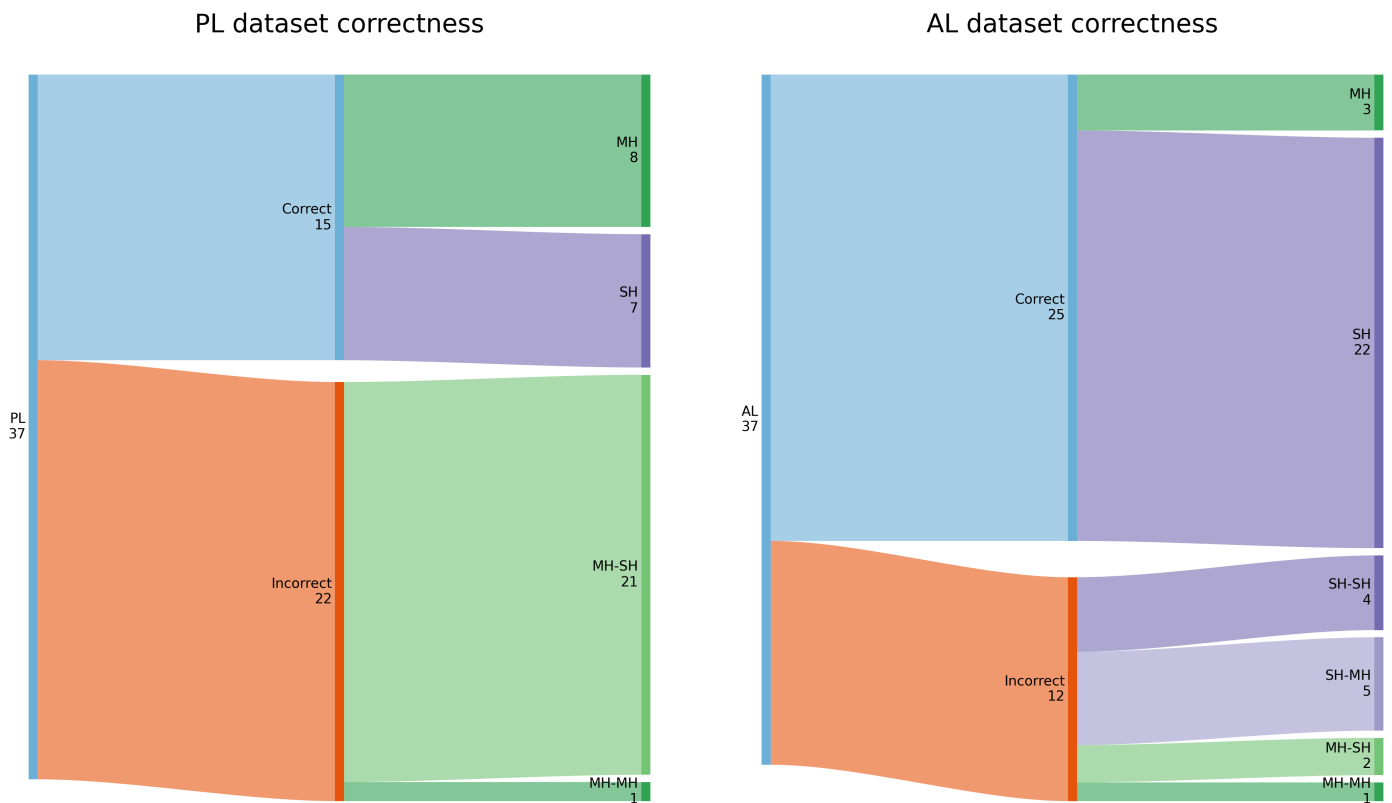 PL dataset correctness
PL
37
Correct
15
Incorrect
22
MH
8
SH
7
MH-SH
21
MH-MH
1
AL dataset correctness
AL
37
Correct
25
Incorrect
12
MH
3
SH
22
SH-SH
4
SH-MH
5
MH-SH
2
MH-MH
1